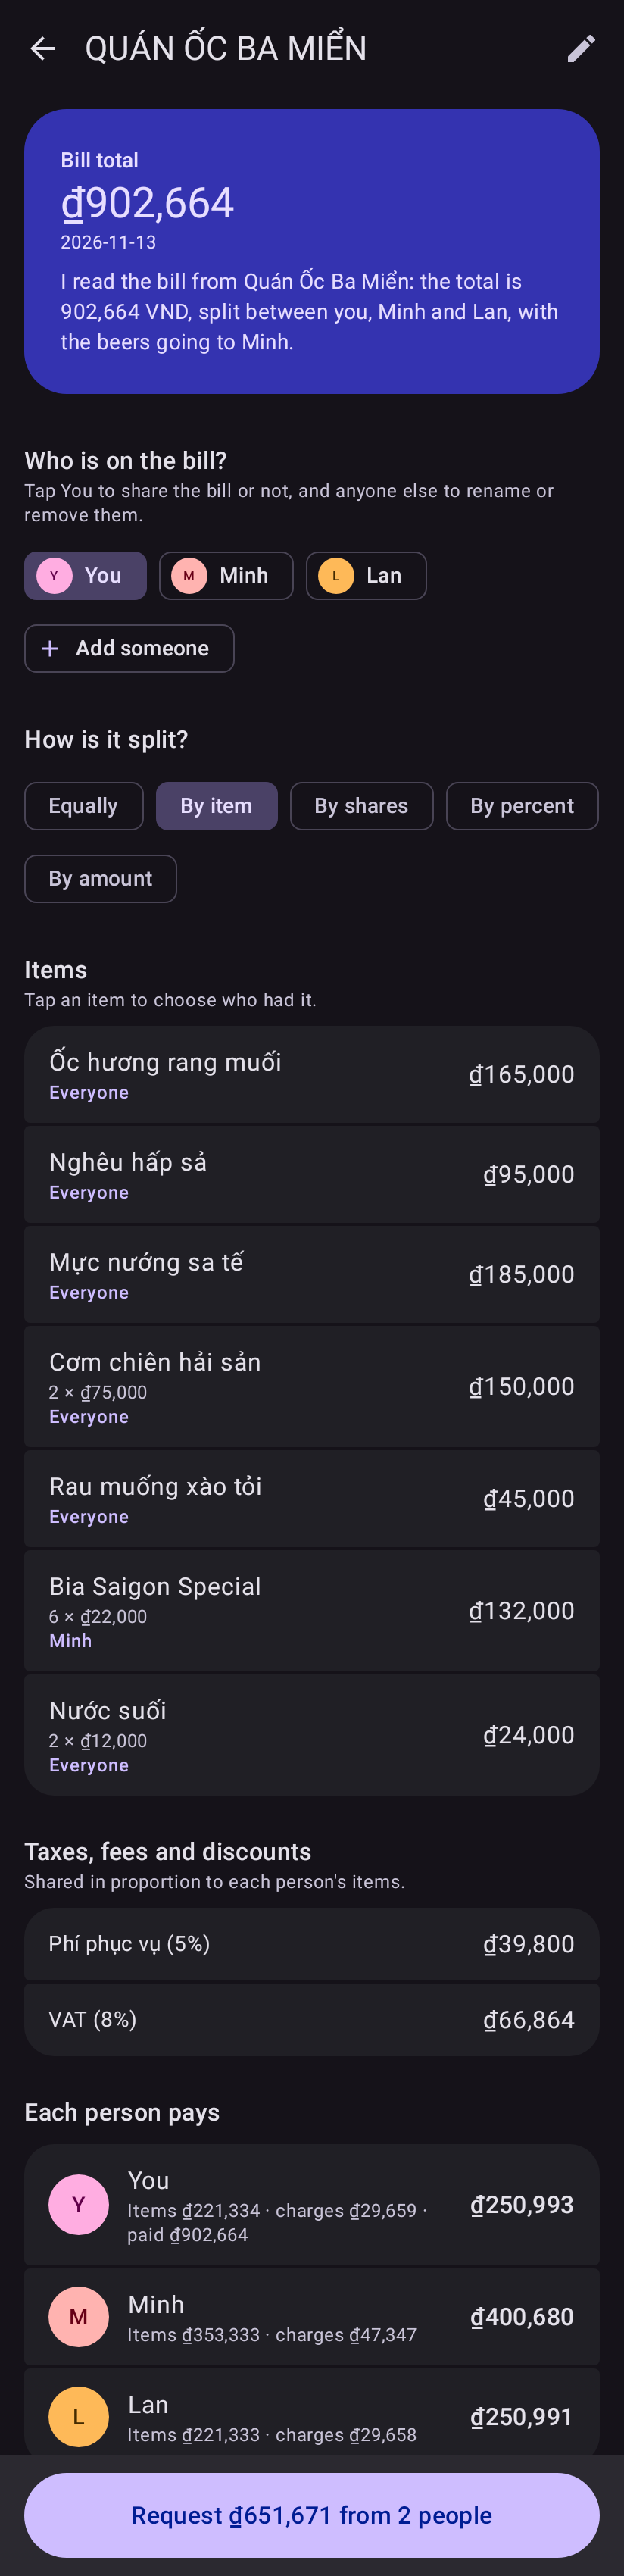 QUÁN ỐC BA MIỂN
Bill total
₫902,664
2026-11-13
I read the bill from Quán Ốc Ba Miển: the total is
902,664 VND, split between you, Minh and Lan, with
the beers going to Minh.
Who is on the bill?
Tap You to share the bill or not, and anyone else to rename or
remove them.
Y You M Minh L Lan
+ Add someone
How is it split?
Equally By item By shares By percent
By amount
Items
Tap an item to choose who had it.
Ốc hương rang muối
Everyone
₫165,000
Nghêu hấp sả
Everyone
₫95,000
Mực nướng sa tế
Everyone
₫185,000
Cơm chiên hải sản
2 × ₫75,000
Everyone
₫150,000
Rau muống xào tỏi
Everyone
₫45,000
Bia Saigon Special
6 × ₫22,000
Minh
₫132,000
Nước suối
2 × ₫12,000
Everyone
₫24,000
Taxes, fees and discounts
Shared in proportion to each person's items.
Phí phục vụ (5%) ₫39,800
VAT (8%) ₫66,864
Each person pays
Y
You
Items ₫221,334 · charges ₫29,659 ·
paid ₫902,664
₫250,993
M
Minh
Items ₫353,333 · charges ₫47,347
₫400,680
L
Lan
Items ₫221,333 · charges ₫29,658
₫250,991
Request ₫651,671 from 2 people